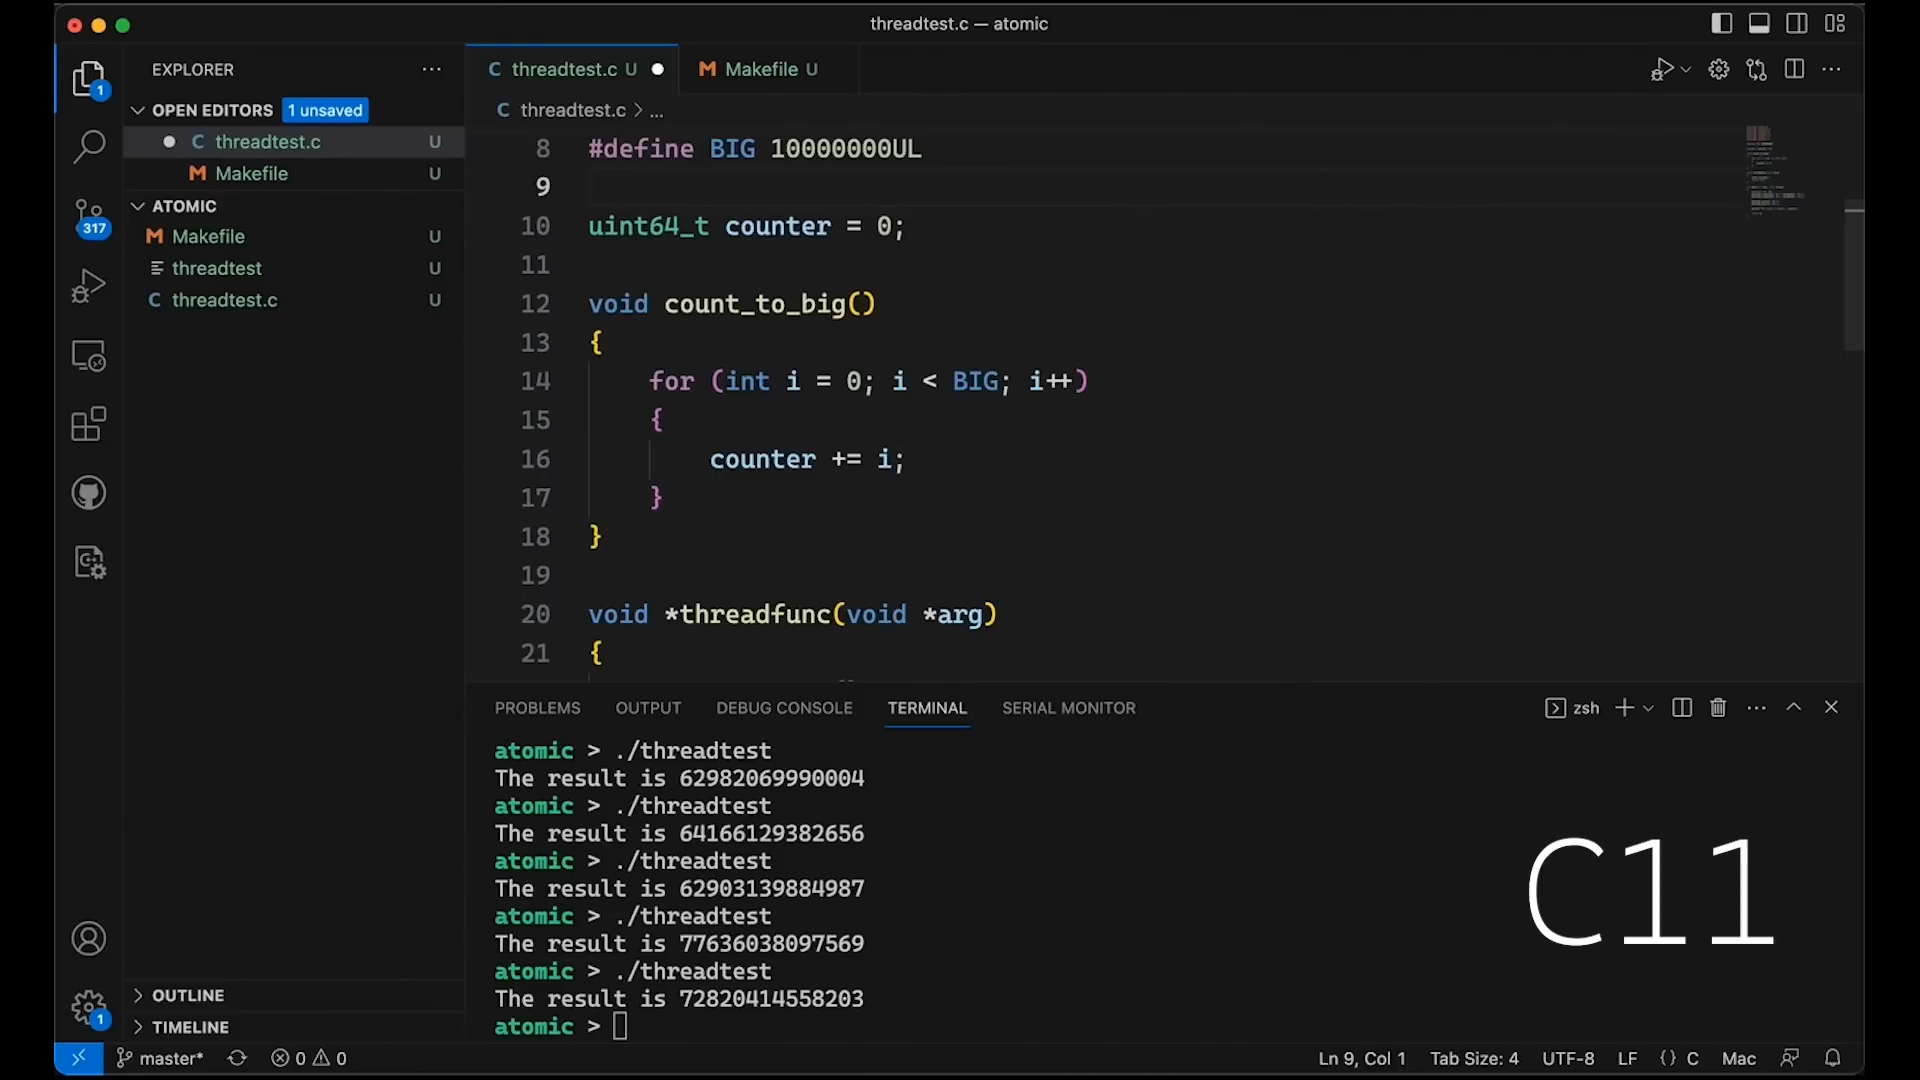 threadtest.c — atomic
EXPLORER
OPEN EDITORS 1 unsaved
threadtest.c U
Makefile U
ATOMIC
Makefile U
threadtest U
threadtest.c U
OUTLINE
TIMELINE
1
317
1
threadtest.c U
Makefile U
threadtest.c > ...
8 #define BIG 10000000UL
9
10 uint64_t counter = 0;
11
12 void count_to_big()
13 {
14 for (int i = 0; i < BIG; i++)
15 {
16 counter += i;
17 }
18 }
19
20 void *threadfunc(void *arg)
21 {
PROBLEMS OUTPUT DEBUG CONSOLE TERMINAL SERIAL MONITOR
zsh
atomic > ./threadtest
The result is 62982069990004
atomic > ./threadtest
The result is 64166129382656
atomic > ./threadtest
The result is 62903139884987
atomic > ./threadtest
The result is 77636038097569
atomic > ./threadtest
The result is 72820414558203
atomic >
C11
master* 0 0
Ln 9, Col 1 Tab Size: 4 UTF-8 LF {} C Mac